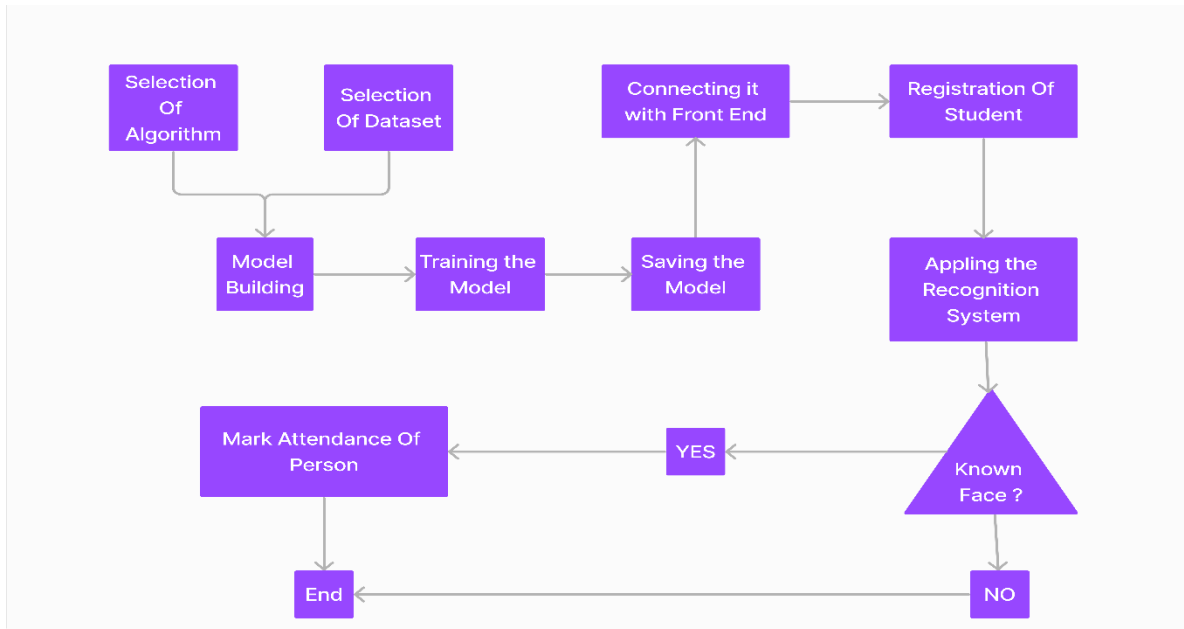 Selection
Of
Algorithm
Selection
Of Dataset
Connecting it
with Front End
Registration Of
Student
Model
Building
Training the
Model
Saving the
Model
Appling the
Recognition
System
Mark Attendance Of
Person
YES
Known
Face ?
End
NO